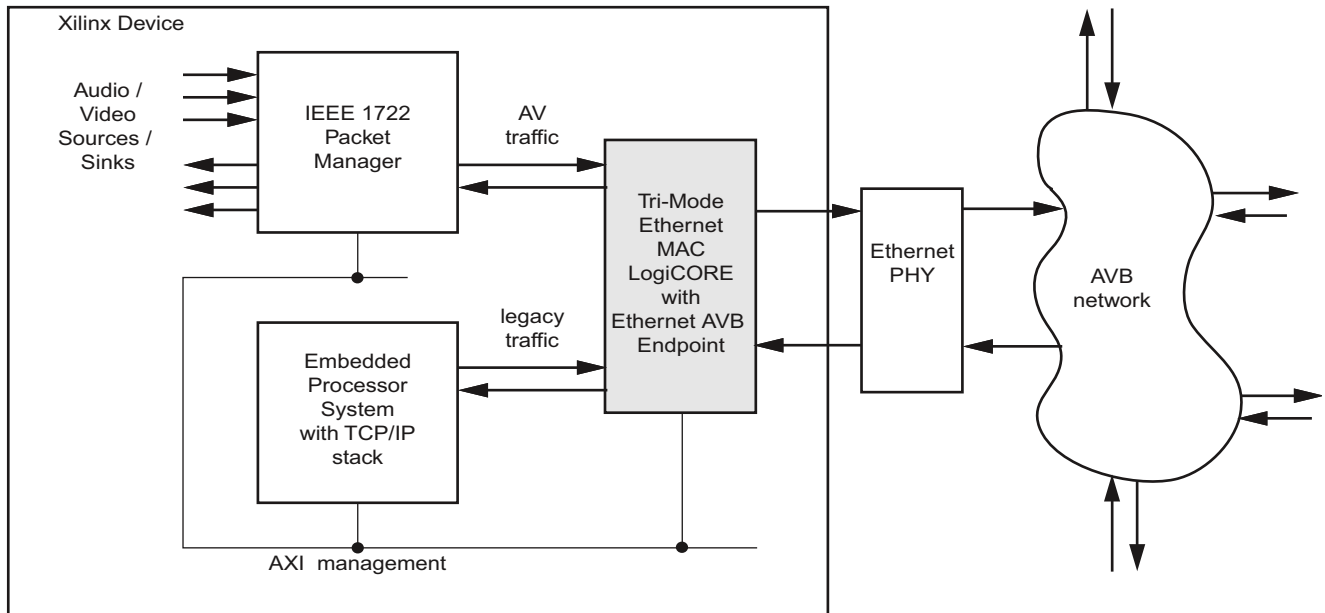 Xilinx Device
Audio /
Video
Sources /
Sinks
IEEE 1722
Packet
Manager
AV
traffic
Tri-Mode
Ethernet
MAC
LogiCORE
with
Ethernet AVB
Endpoint
Ethernet
PHY
AVB
network
legacy
traffic
Embedded
Processor
System
with TCP/IP
stack
AXI management